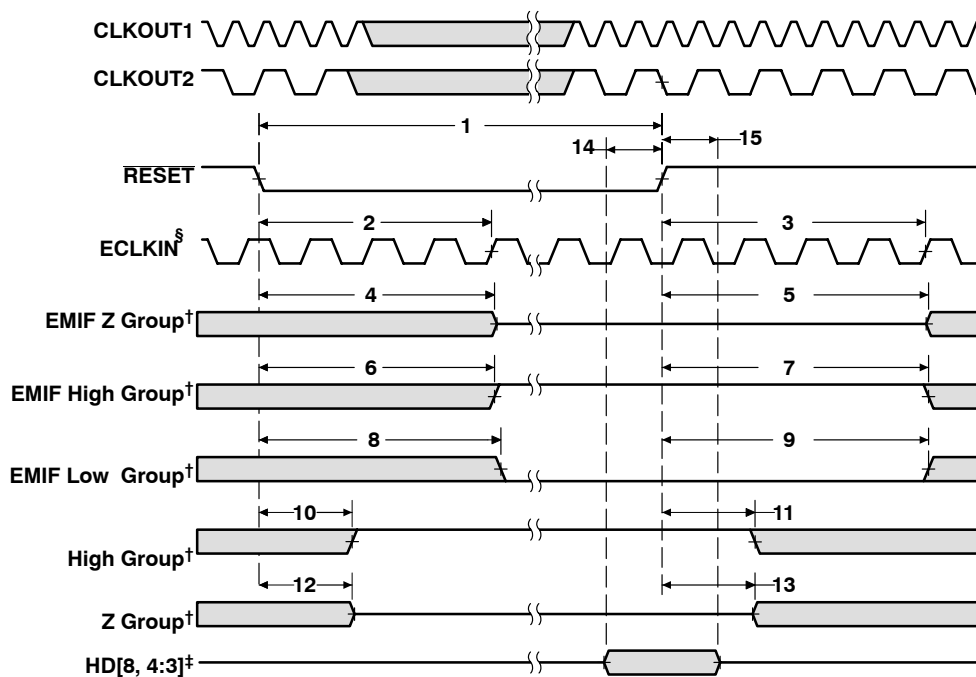 CLKOUT1
CLKOUT2
1
14
15
RESET
2
3
ECLKIN§
4
5
EMIF Z Group†
6
7
EMIF High Group†
8
9
EMIF Low Group†
10
11
High Group†
12
13
Z Group†
HD[8, 4:3]‡